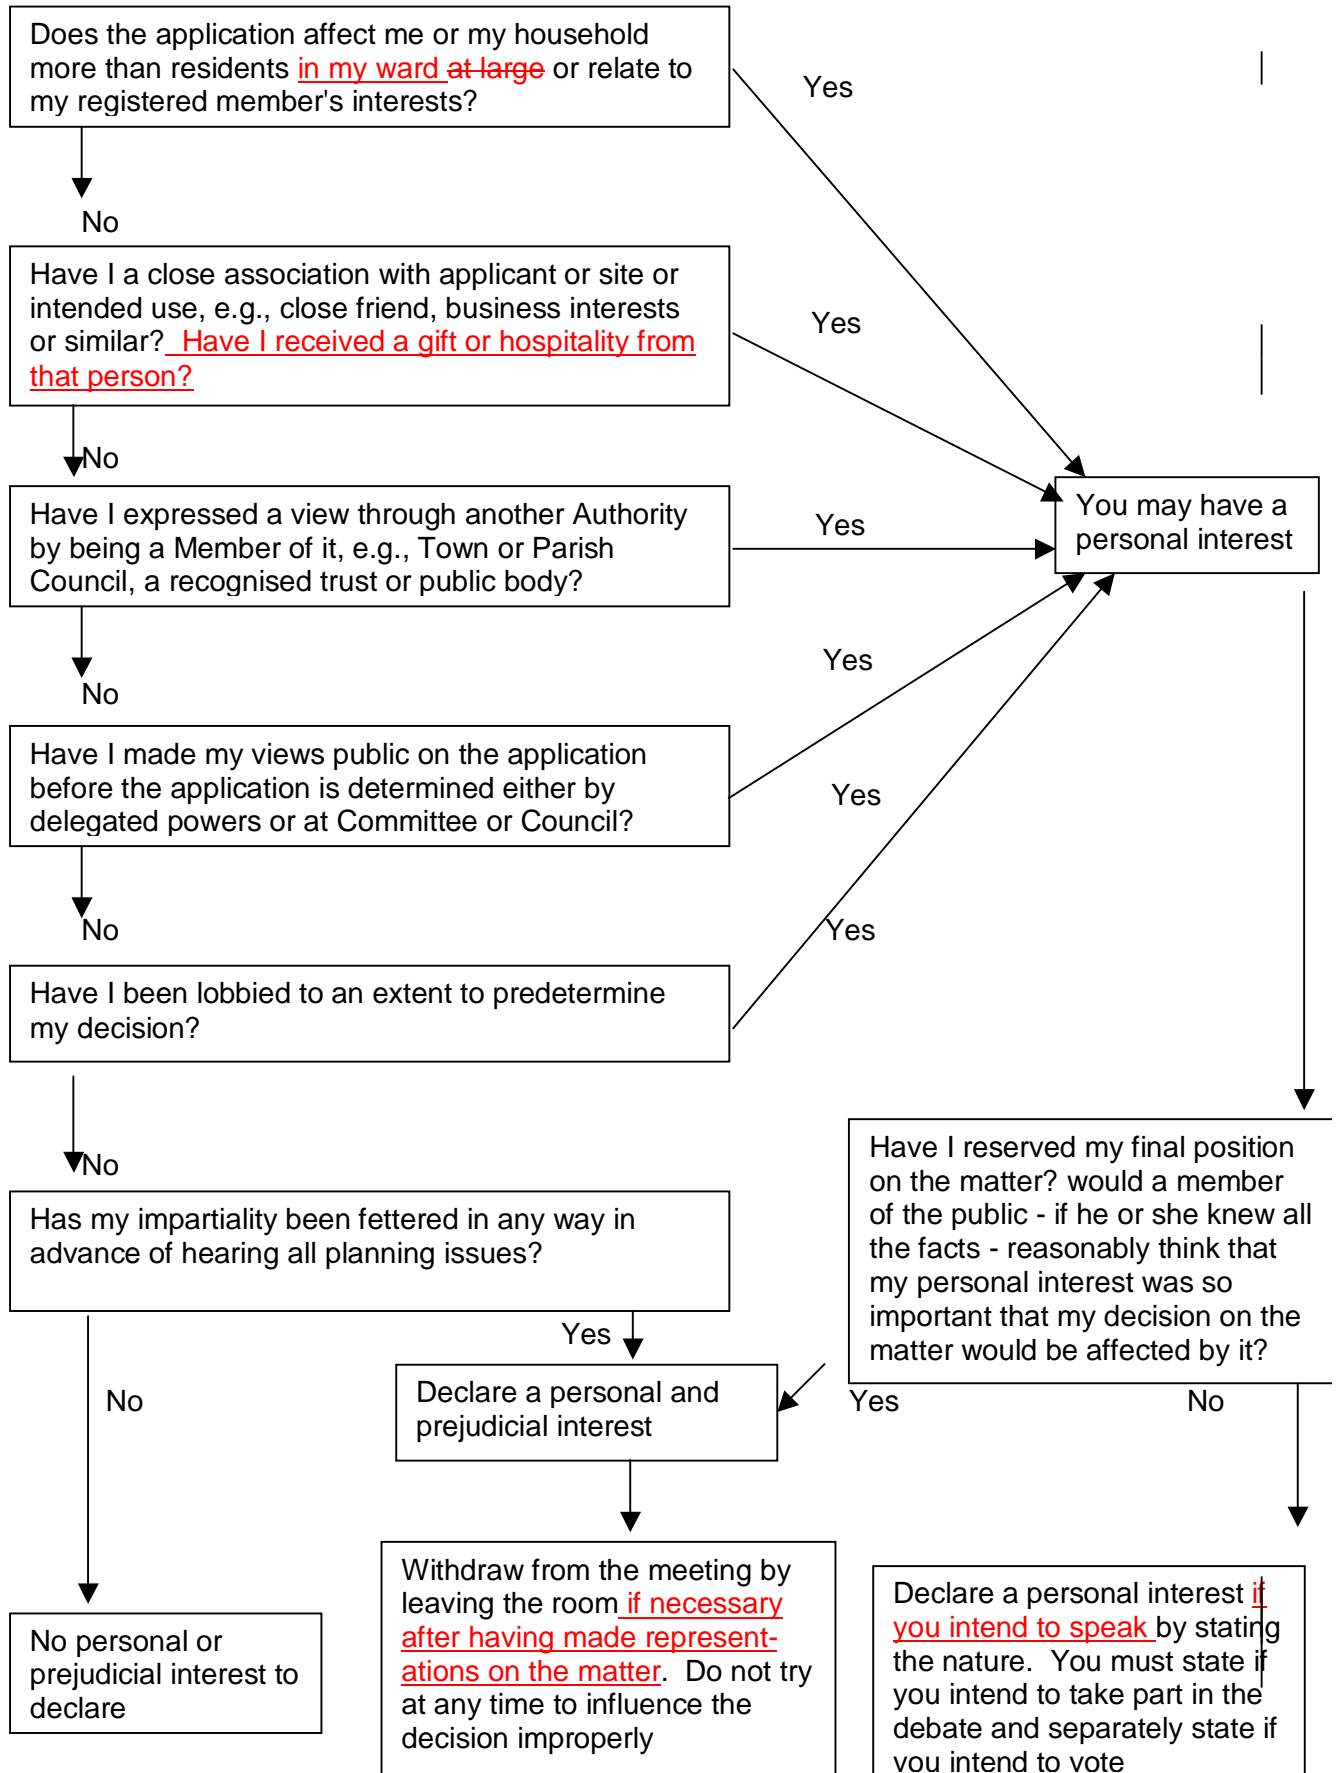 Does the application affect me or my household
more than residents in my ward at large or relate to
my registered member's interests?
Yes
No
Have I a close association with applicant or site or
intended use, e.g., close friend, business interests
or similar? Have I received a gift or hospitality from
that person?
Yes
No
Have I expressed a view through another Authority
by being a Member of it, e.g., Town or Parish
Council, a recognised trust or public body?
Yes
You may have a
personal interest
No
Yes
Have I made my views public on the application
before the application is determined either by
delegated powers or at Committee or Council?
Yes
No
Yes
Have I been lobbied to an extent to predetermine
my decision?
No
Has my impartiality been fettered in any way in
advance of hearing all planning issues?
Have I reserved my final position
on the matter? would a member
of the public - if he or she knew all
the facts - reasonably think that
my personal interest was so
important that my decision on the
matter would be affected by it?
Yes
No
Declare a personal and
prejudicial interest
Yes
No
Withdraw from the meeting by
leaving the room if necessary
after having made represent-
ations on the matter. Do not try
at any time to influence the
decision improperly
Declare a personal interest if
you intend to speak by stating
the nature. You must state if
you intend to take part in the
debate and separately state if
you intend to vote
No personal or
prejudicial interest to
declare